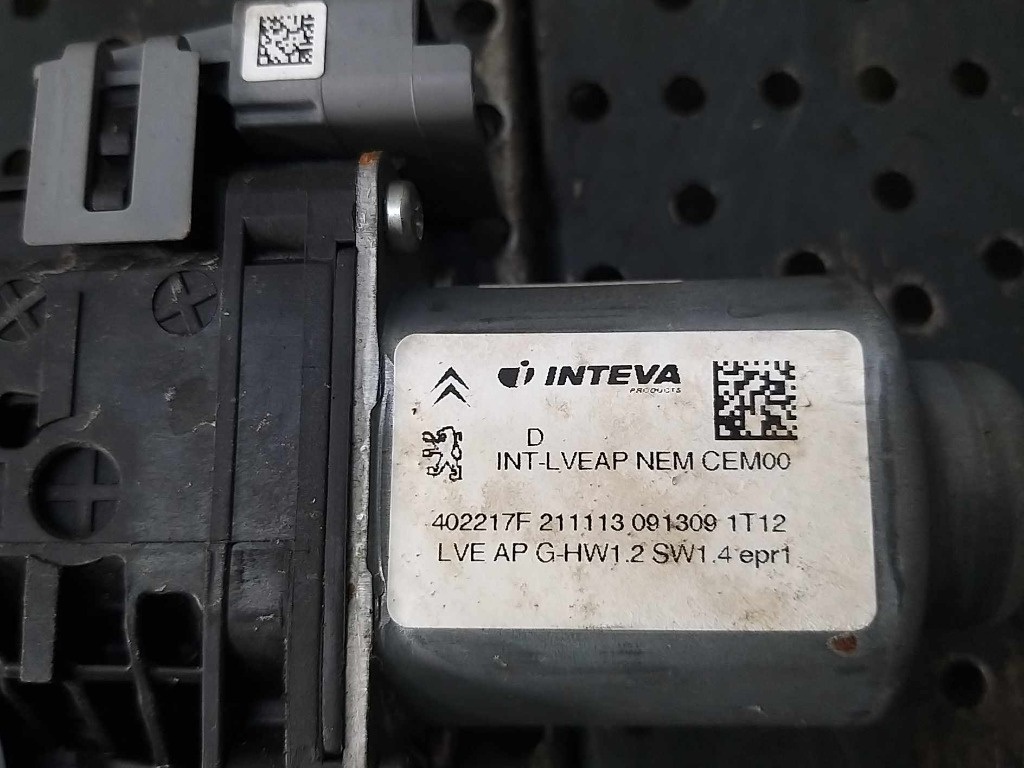 INTEVA
PRODUCTS
D
INT-LVEAP NEM CEM00
402217F 211113 091309 1T12
LVE AP G-HW1.2 SW1.4 epr1